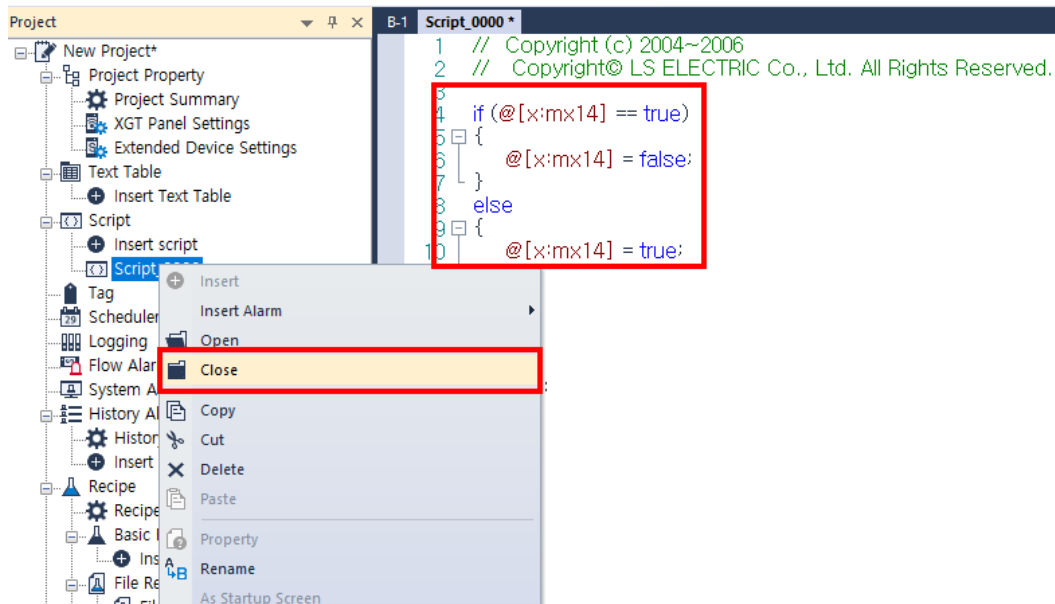 Project
B-1 Script_0000 *
New Project*
Project Property
Project Summary
XGT Panel Settings
Extended Device Settings
Text Table
Insert Text Table
Script
Insert script
Script_
Tag
Scheduler
29
Logging
Flow Alar
System A
History Al
Histor
Insert
Recipe
Recipe
Basic
Ins
File Re
1 // Copyright (c) 2004~2006
2 // Copyright© LS ELECTRIC Co., Ltd. All Rights Reserved.
3
4 if (@[x:mx14] == true)
5 {
6 @[x:mx14] = false;
7 }
8 else
9 {
10 @[x:mx14] = true;
Insert
Insert Alarm
Open
Close
Copy
Cut
Delete
Paste
Property
Rename
As Startup Screen